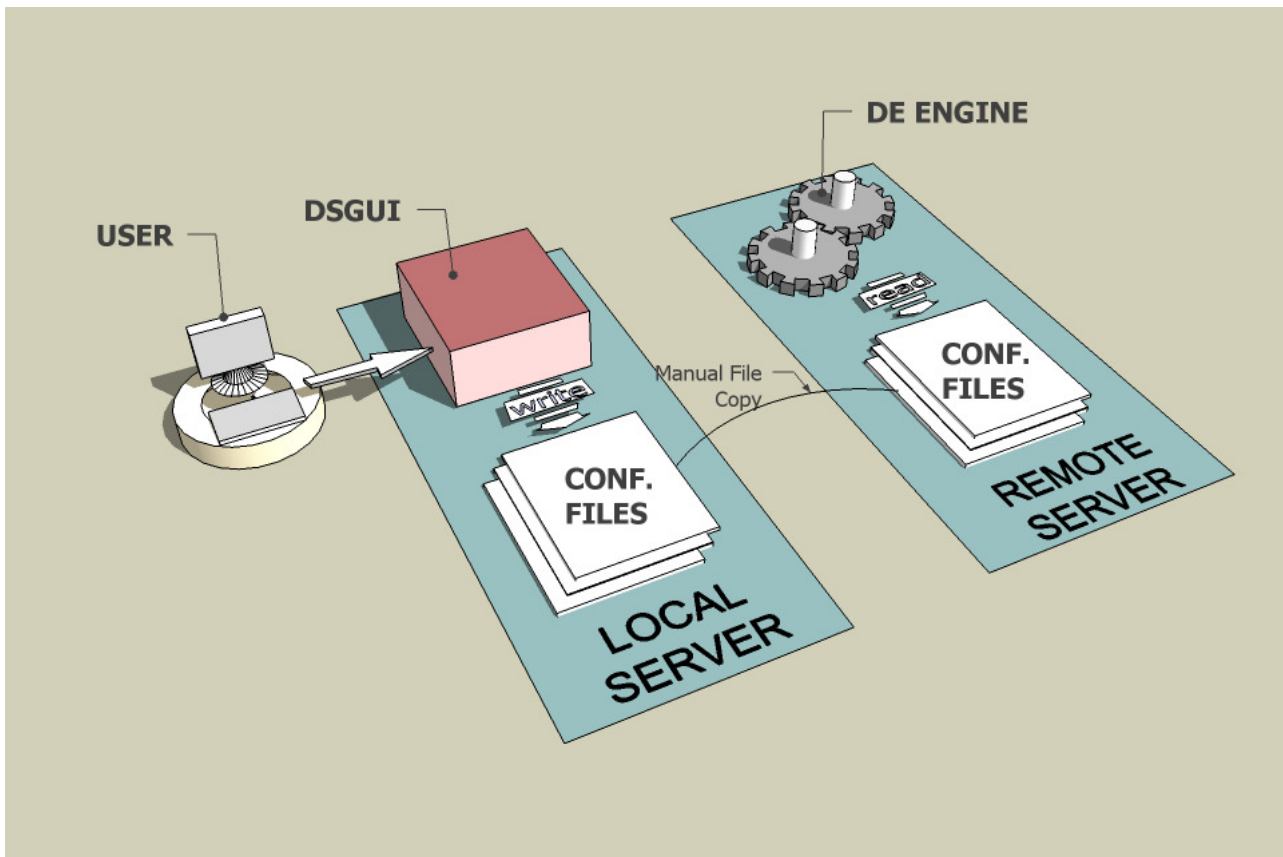 DE ENGINE
DSGUI
USER
read
CONF.
FILES
Manual File
Copy
write
CONF.
FILES
REMOTE
SERVER
LOCAL
SERVER